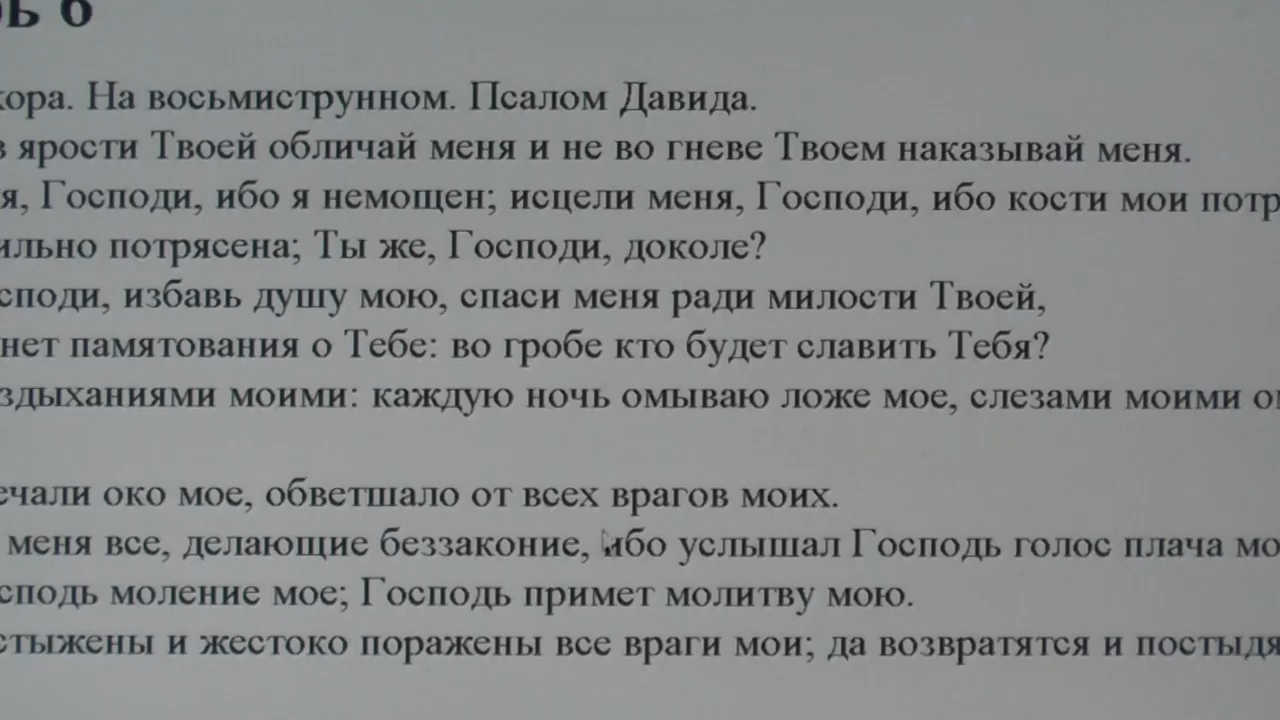 ь 6
хора. На восьмиструнном. Псалом Давида.
в ярости Твоей обличай меня и не во гневе Твоем наказывай меня.
я, Господи, ибо я немощен; исцели меня, Господи, ибо кости мои потр
ильно потрясена; Ты же, Господи, доколе?
споди, избавь душу мою, спаси меня ради милости Твоей,
нет памятования о Тебе: во гробе кто будет славить Тебя?
здыханиями моими: каждую ночь омываю ложе мое, слезами моими о
ечали око мое, обветшало от всех врагов моих.
меня все, делающие беззаконие, ибо услышал Господь голос плача мо
сподь моление мое; Господь примет молитву мою.
стыжены и жестоко поражены все враги мои; да возвратятся и постыдя